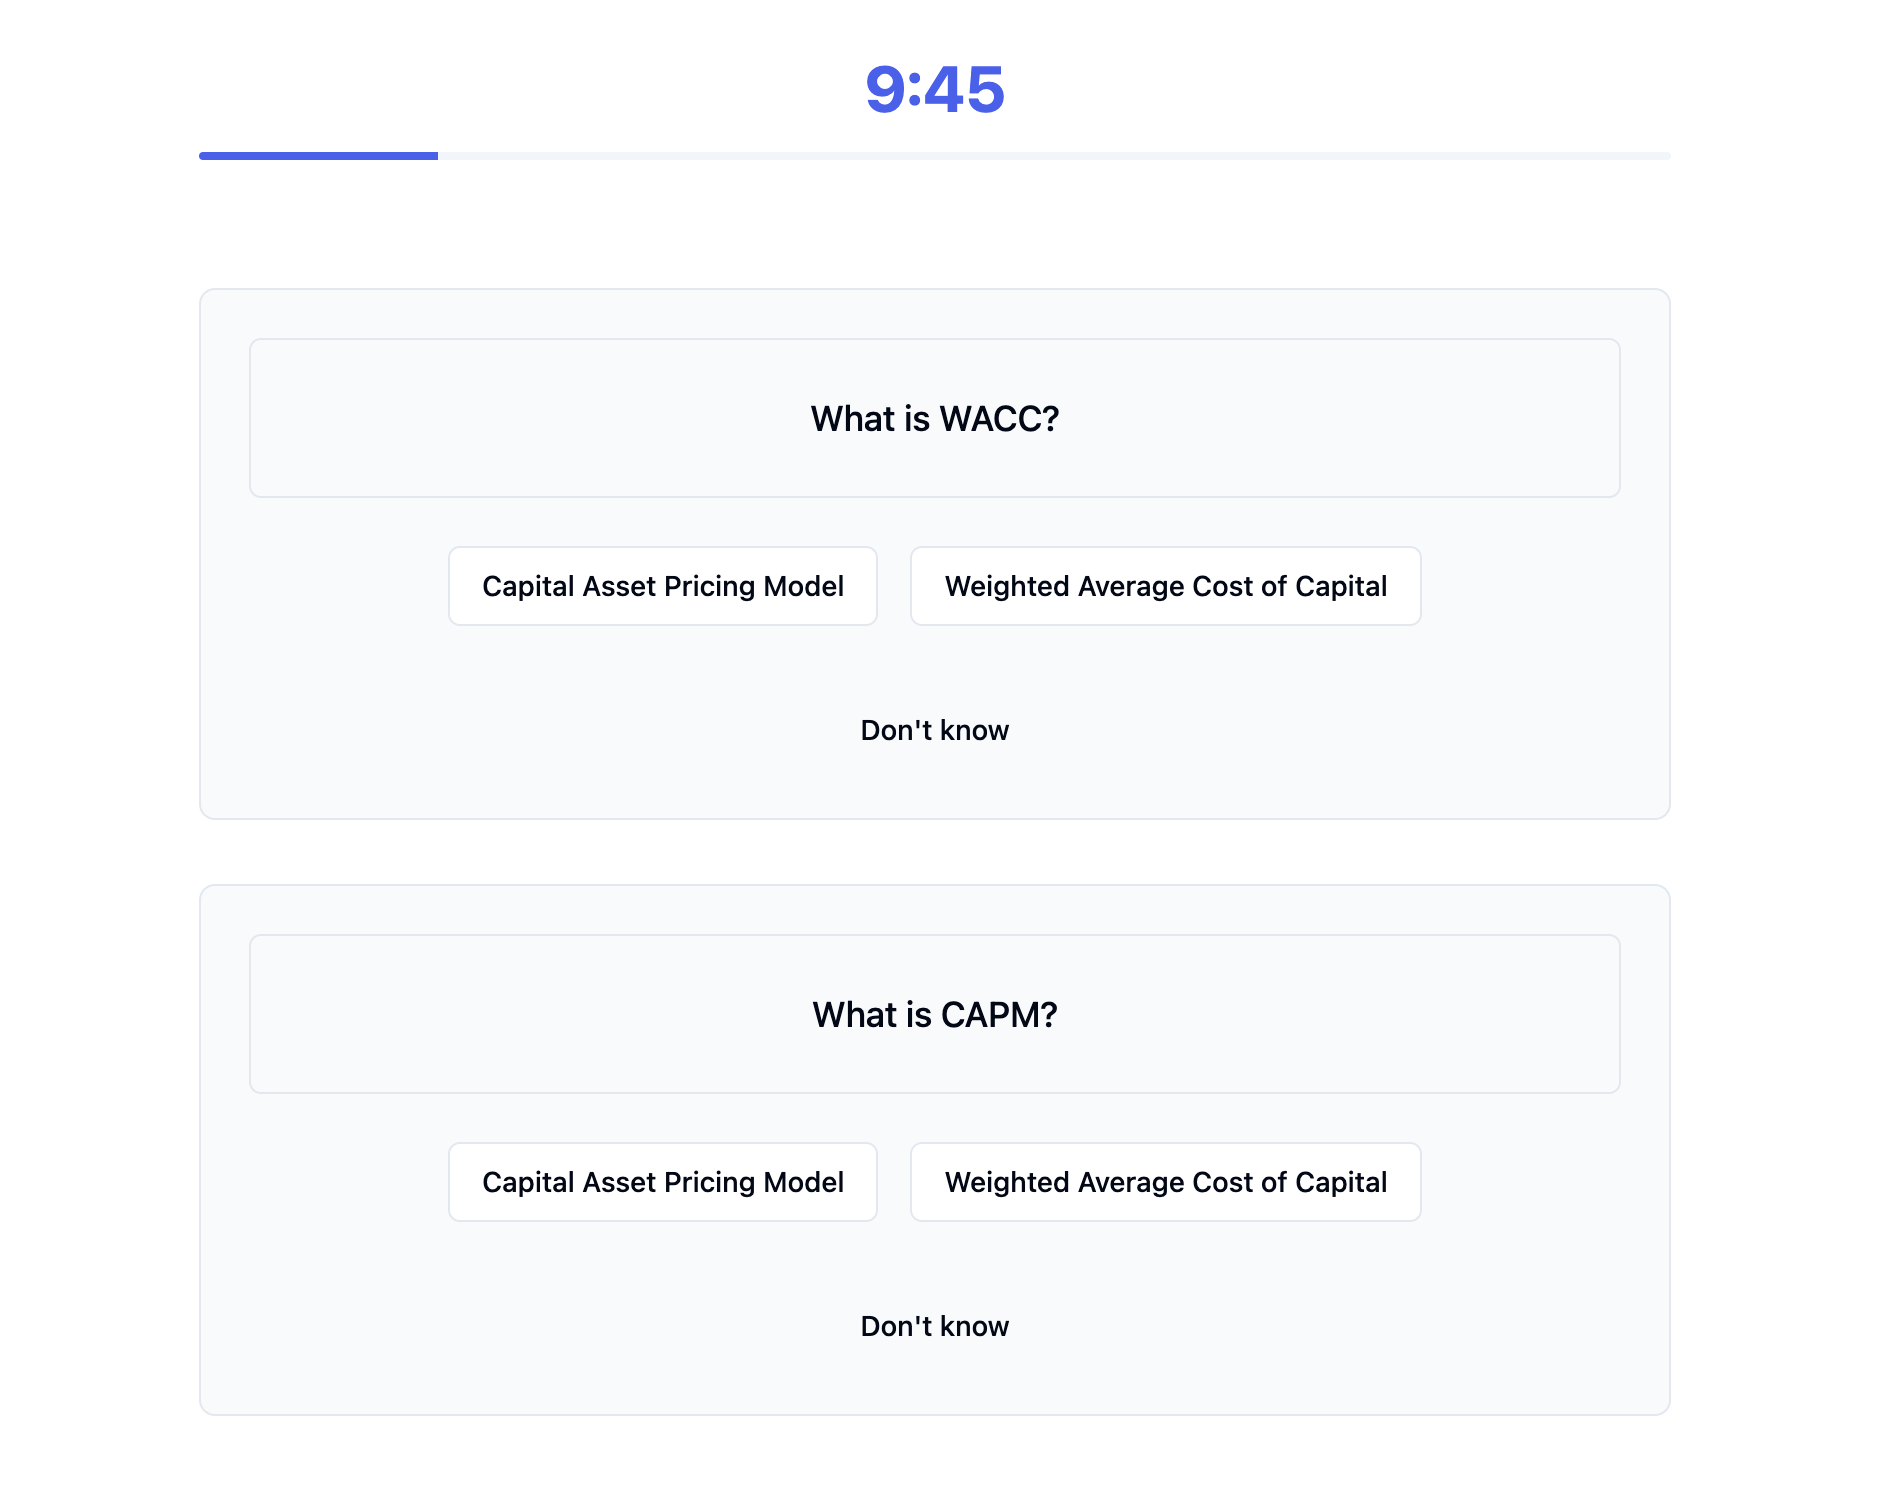 9:45
What is WACC?
Capital Asset Pricing Model
Weighted Average Cost of Capital
Don't know
What is CAPM?
Capital Asset Pricing Model
Weighted Average Cost of Capital
Don't know